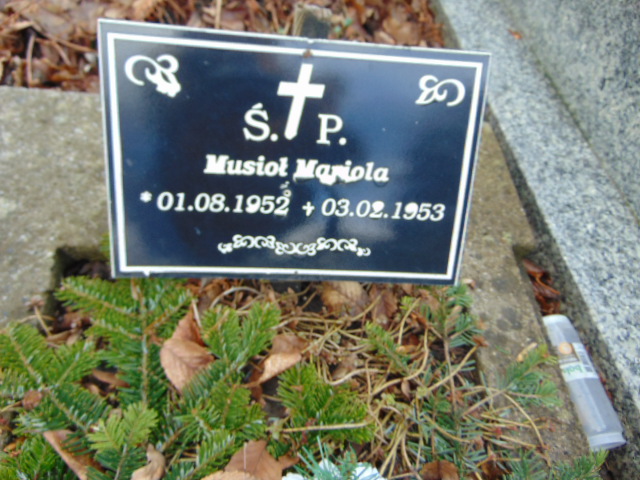 Ś. P.
Musioł Mariola
* 01.08.1952 + 03.02.1953